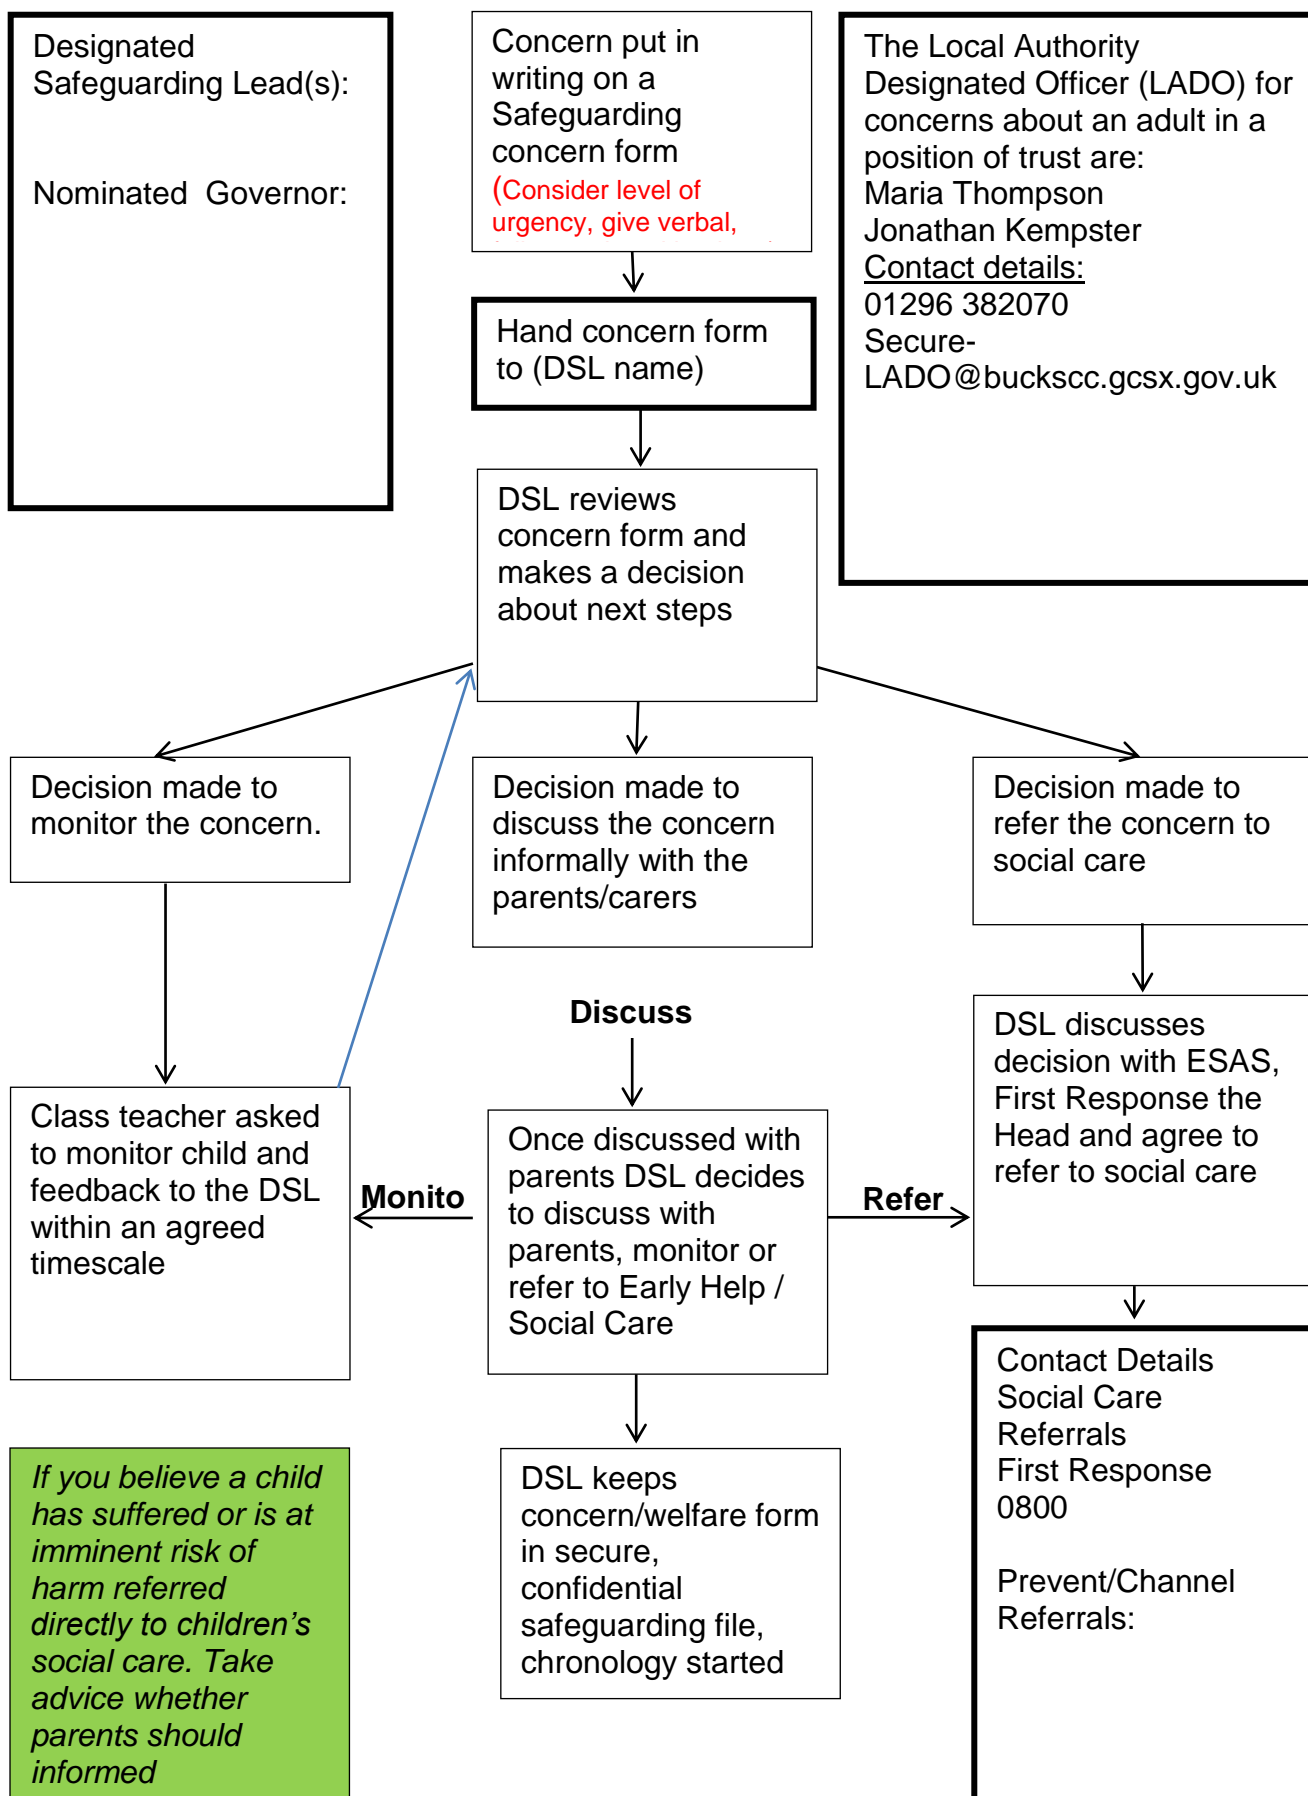 Designated
Safeguarding Lead(s):
Nominated Governor:
Concern put in
writing on a
Safeguarding
concern form
(Consider level of
urgency, give verbal,
The Local Authority
Designated Officer (LADO) for
concerns about an adult in a
position of trust are:
Maria Thompson
Jonathan Kempster
Contact details:
01296 382070
Secure-
LADO@buckscc.gcsx.gov.uk
Hand concern form
to (DSL name)
DSL reviews
concern form and
makes a decision
about next steps
Decision made to
monitor the concern.
Decision made to
discuss the concern
informally with the
parents/carers
Decision made to
refer the concern to
social care
Discuss
Class teacher asked
to monitor child and
feedback to the DSL
within an agreed
timescale
Monito
Once discussed with
parents DSL decides
to discuss with
parents, monitor or
refer to Early Help /
Social Care
Refer
DSL discusses
decision with ESAS,
First Response the
Head and agree to
refer to social care
If you believe a child
has suffered or is at
imminent risk of
harm referred
directly to children’s
social care. Take
advice whether
parents should
informed
DSL keeps
concern/welfare form
in secure,
confidential
safeguarding file,
chronology started
Contact Details
Social Care
Referrals
First Response
0800
Prevent/Channel
Referrals: